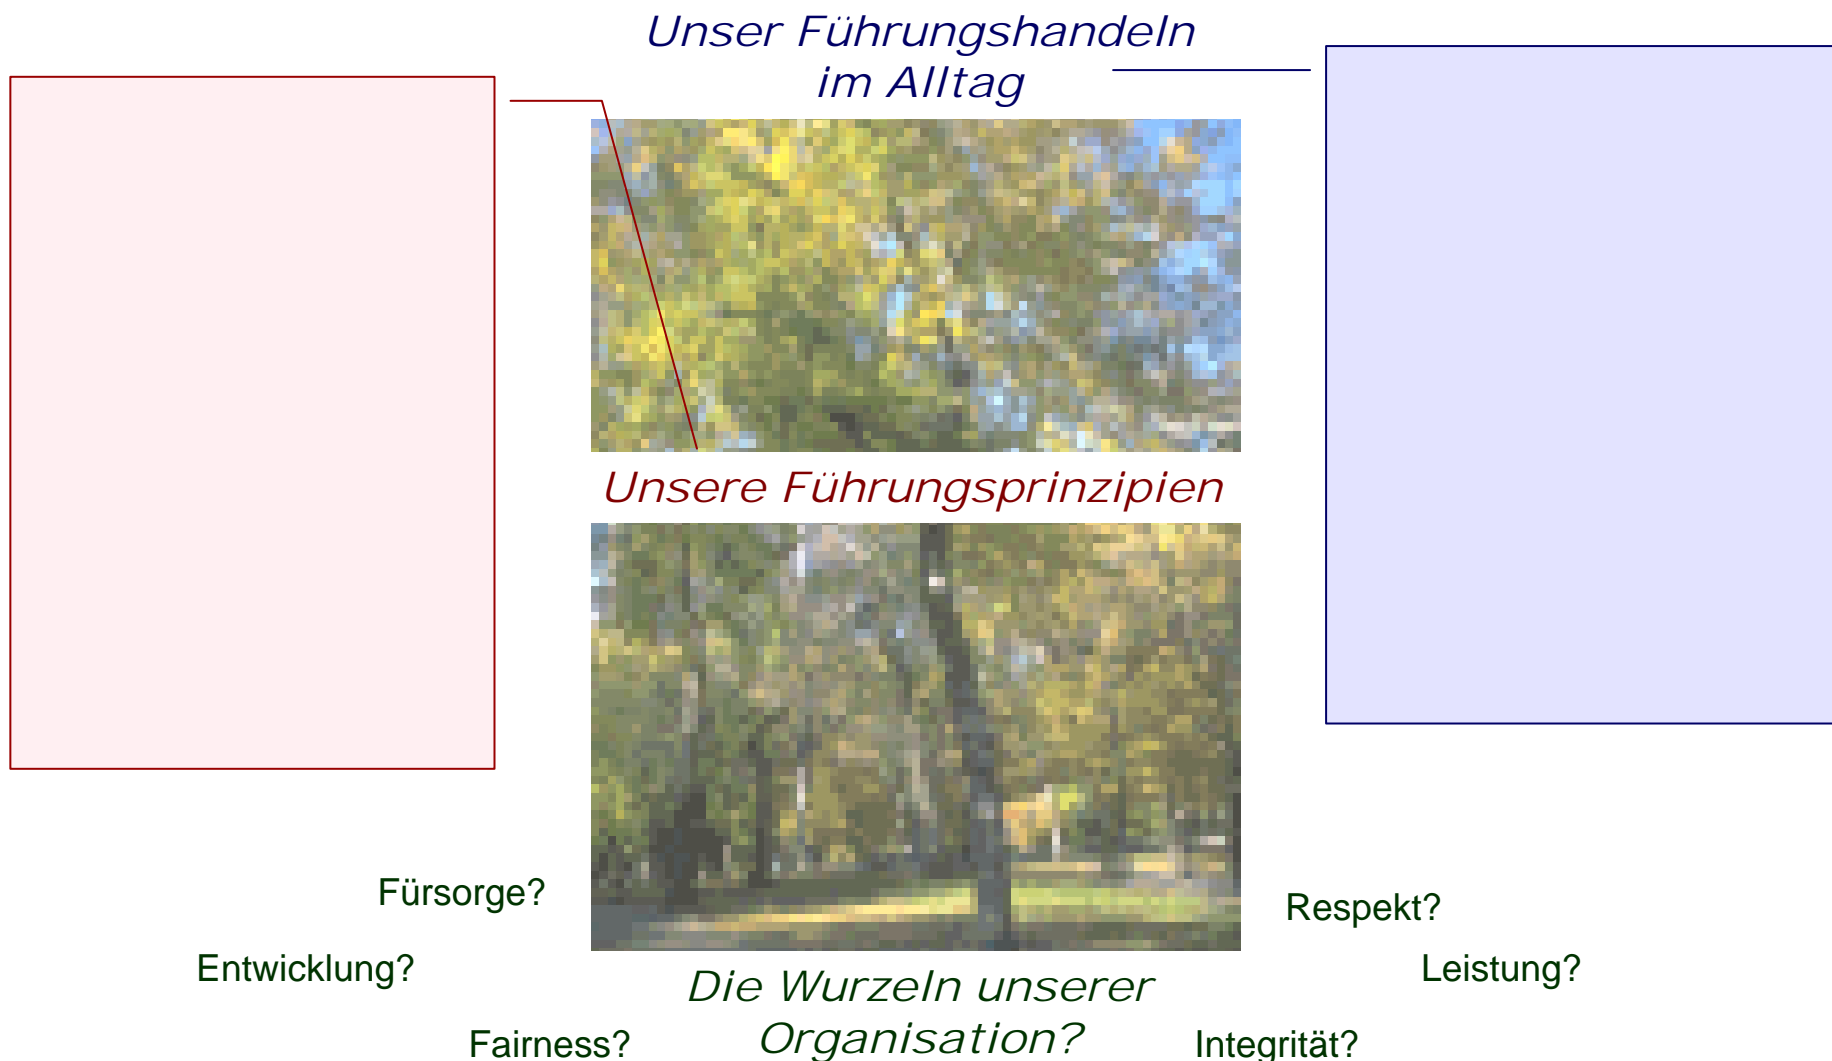 Unser Führungshandeln
im Alltag
Unsere Führungsprinzipien
Fürsorge?
Respekt?
Entwicklung?
Leistung?
Die Wurzeln unserer
Organisation?
Fairness?
Integrität?